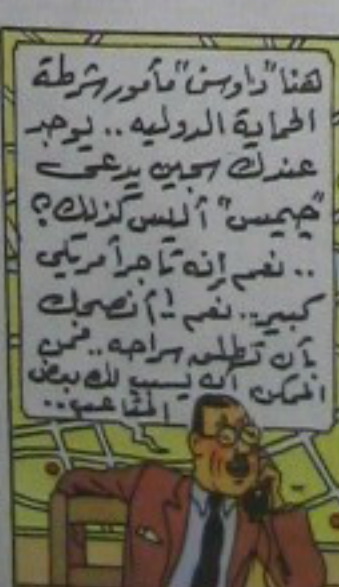 هنا "داوسن" مأمور شرطة
الحماية الدوليه .. يوجد
عندك سجين يدعى
"جيمس" أليس كذلك؟
.. نعم إنه تاجر أمريكي
كبير .. نعم !! أنصحك
بأن تطلق سراحه .. فمن
الممكن أن يسبب لك بعض
المتاعب ..